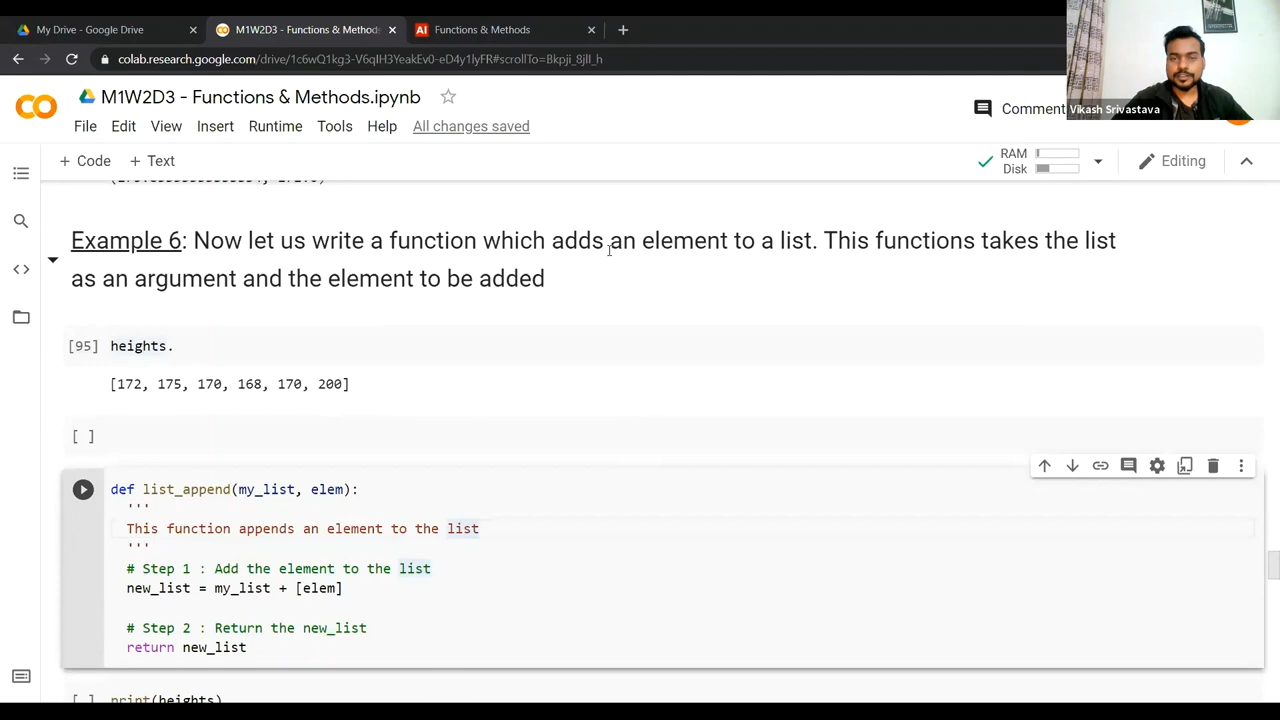 My Drive - Google Drive
M1W2D3 - Functions & Methods
Functions & Methods
colab.research.google.com/drive/1c6wQ1kg3-V6qIH3YeakEv0-eD4y1lyFR#scrollTo=Bkpji_8jlI_h
Vikash Srivastava
M1W2D3 - Functions & Methods.ipynb
Comment
File Edit View Insert Runtime Tools Help All changes saved
+ Code + Text
RAM
Disk
Editing
Example 6: Now let us write a function which adds an element to a list. This functions takes the list
as an argument and the element to be added
[95] heights.
[172, 175, 170, 168, 170, 200]
[ ]
def list_append(my_list, elem):
'''
This function appends an element to the list
'''
# Step 1 : Add the element to the list
new_list = my_list + [elem]
# Step 2 : Return the new_list
return new_list
[ ] print(heights)